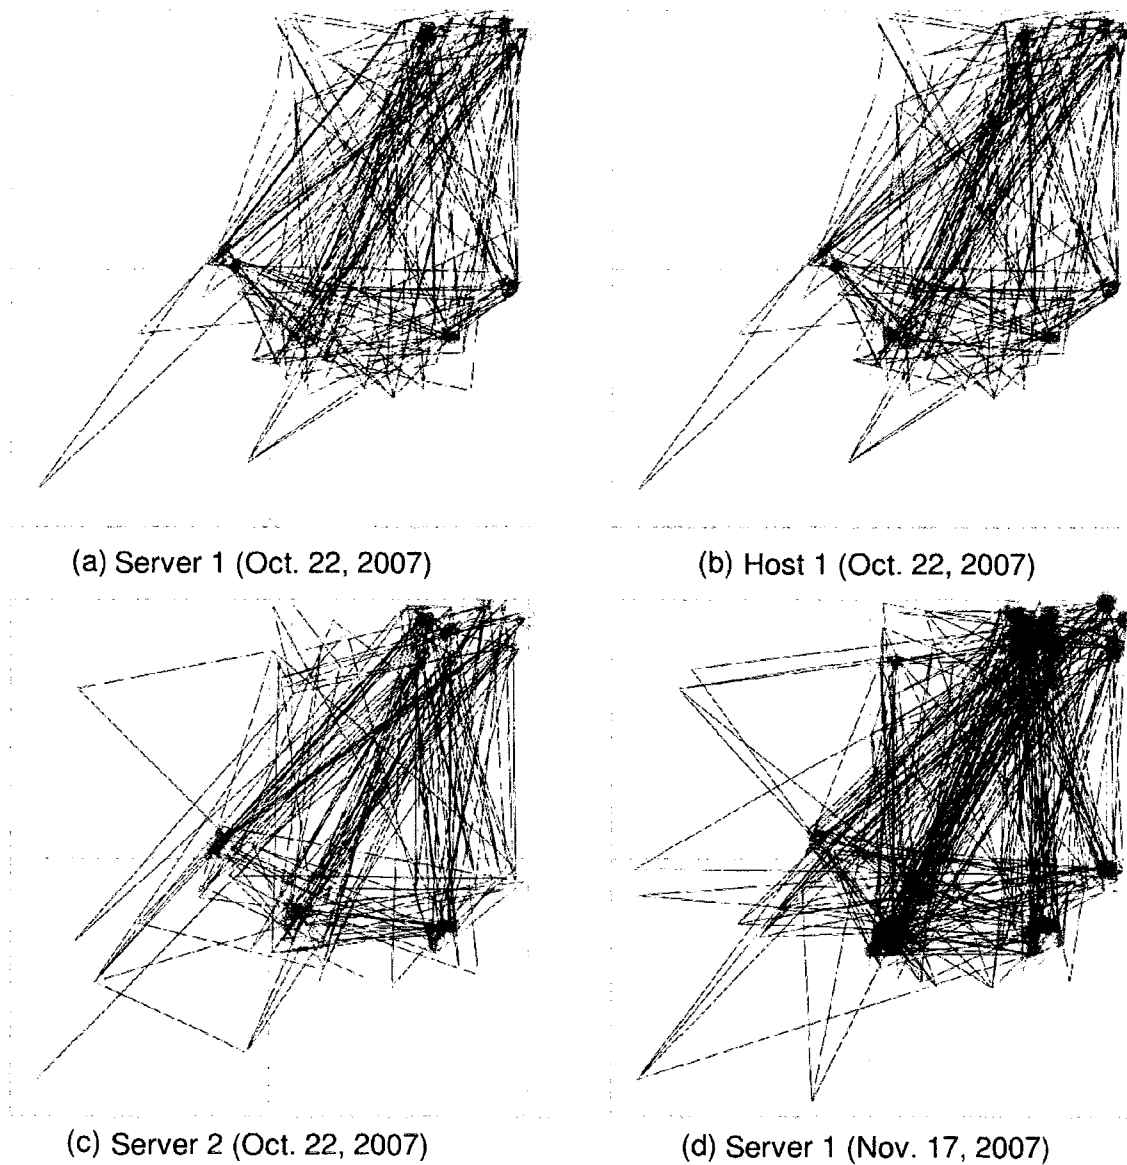 (a) Server 1 (Oct. 22, 2007)
(b) Host 1 (Oct. 22, 2007)
(c) Server 2 (Oct. 22, 2007)
(d) Server 1 (Nov. 17, 2007)